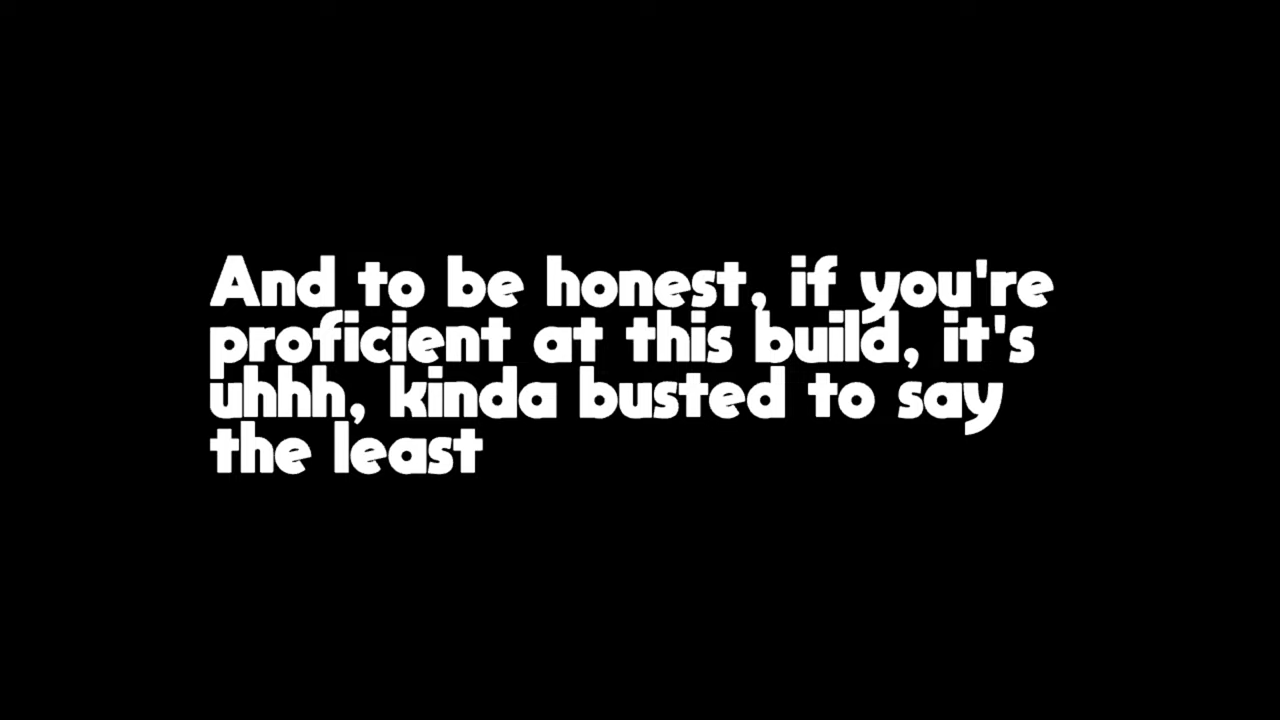 And to be honest, if you're
proficient at this build, it's
uhhh, kinda busted to say
the least